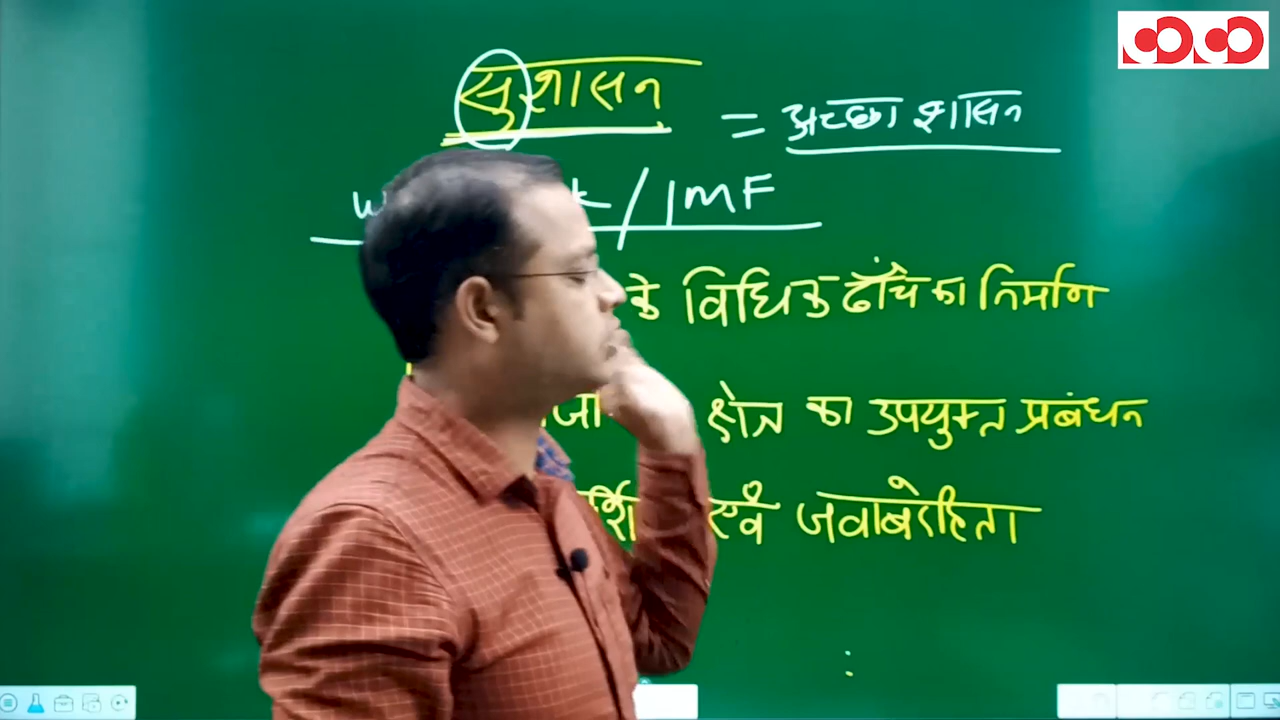 सुशासन = अच्छा शासन
/ IMF
के विधिक ढाँचे का निर्माण
क्षेत्र का उपयुक्त प्रबंधन
एवं जवाबदेहिता